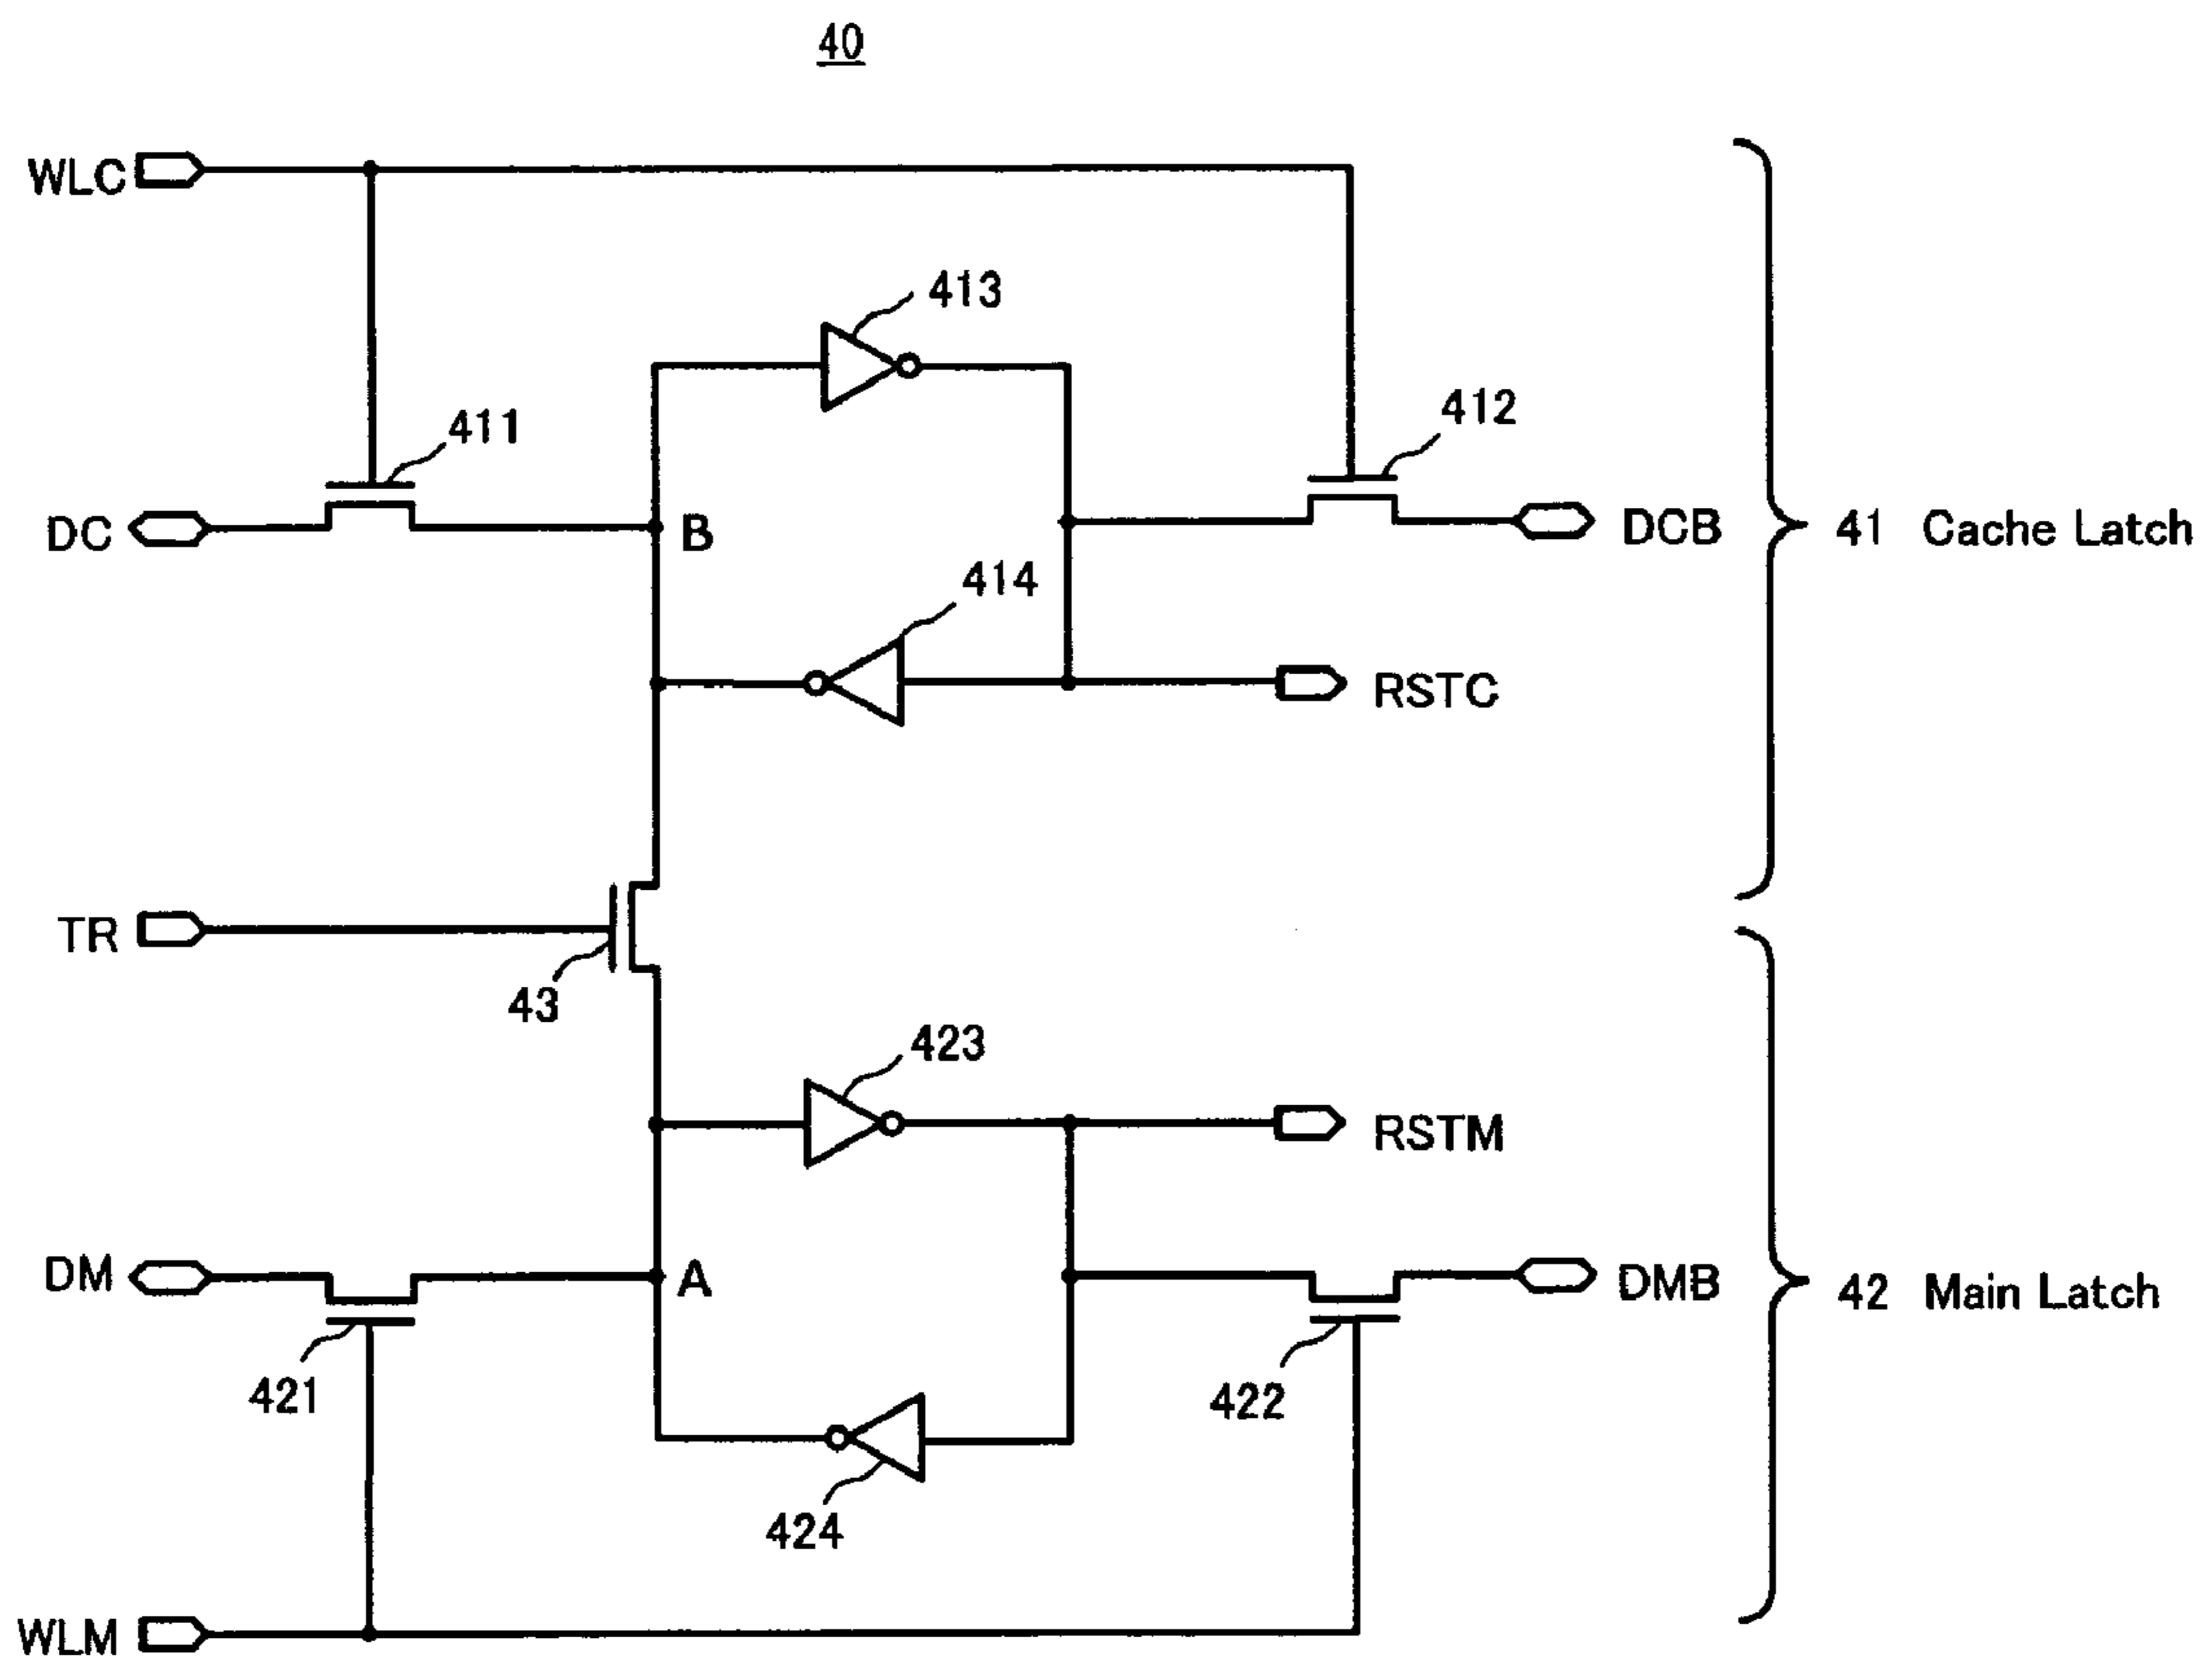 40
WLC
413
411
412
DC
B
DCB
41 Cache Latch
414
RSTC
TR
43
423
RSTM
DM
A
DMB
42 Main Latch
421
422
424
WLM